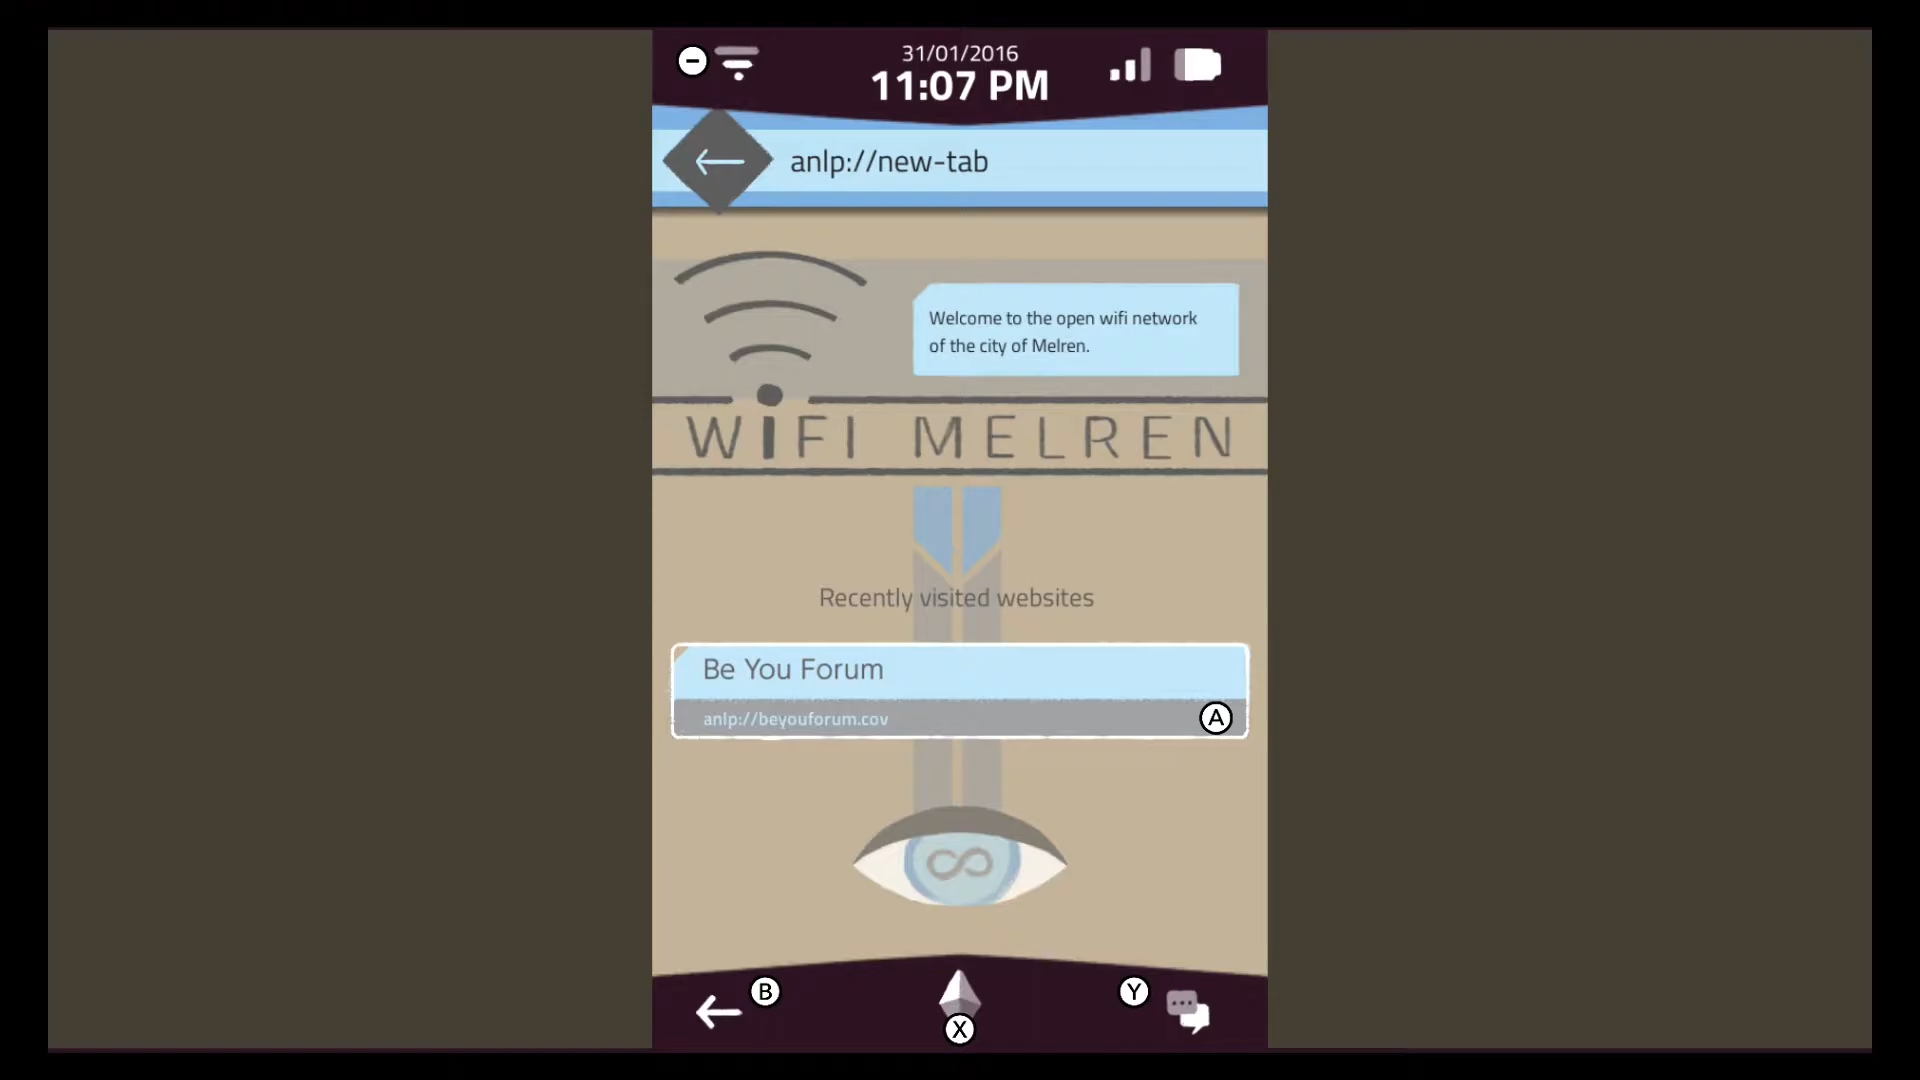 31/01/2016
11:07 PM
anlp://new-tab
Welcome to the open wifi network
of the city of Melren.
WiFI MELREN
Recently visited websites
Be You Forum
anlp://beyouforum.cov
A
B
X
Y